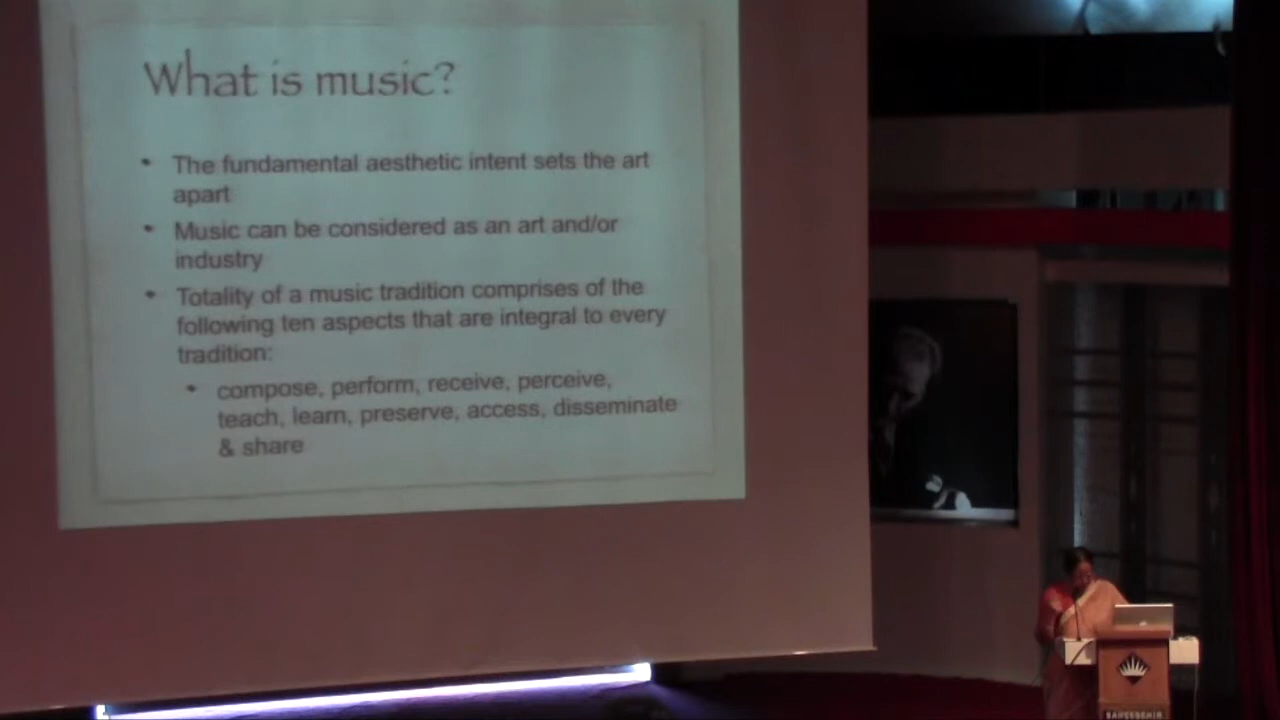 What is music?
• The fundamental aesthetic intent sets the art
apart
• Music can be considered as an art and/or
industry
• Totality of a music tradition comprises of the
following ten aspects that are integral to every
tradition:
• compose, perform, receive, perceive,
teach, learn, preserve, access, disseminate
& share